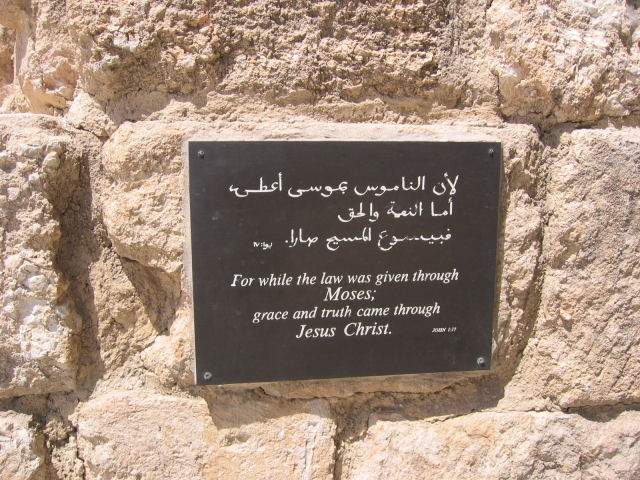 لأن الناموس بموسى أعطى،
أما النعمة والحق
فبيسوع المسيح صارا.
For while the law was given through
Moses;
grace and truth came through
Jesus Christ. JOHN 1:17